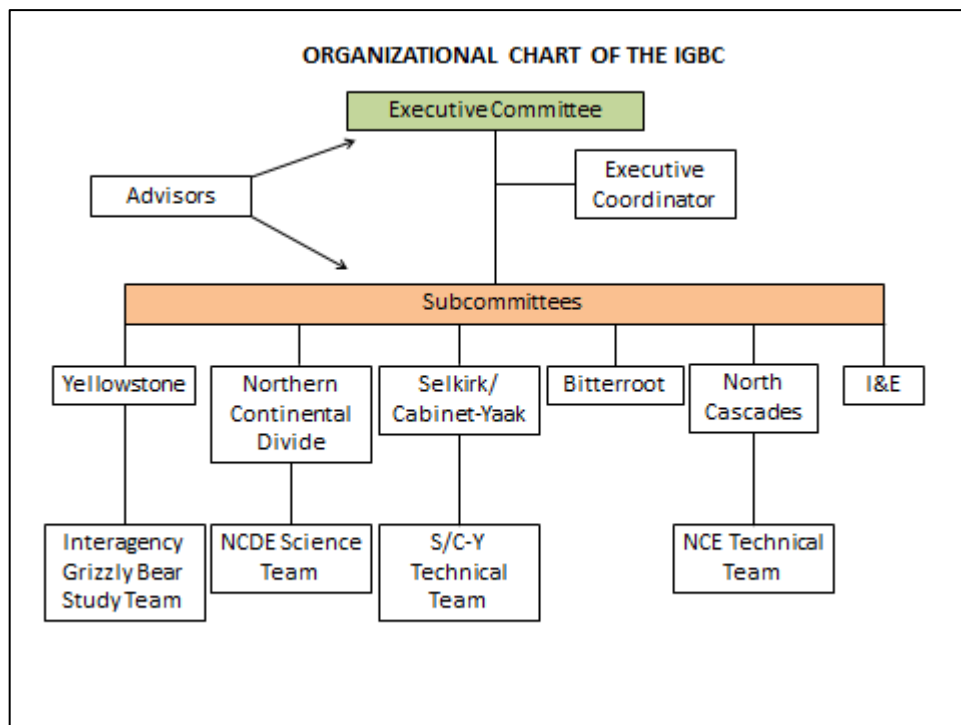 ORGANIZATIONAL CHART OF THE IGBC
Executive Committee
Executive
Coordinator
Advisors
Subcommittees
Yellowstone
Northern
Continental
Divide
Selkirk/
Cabinet-Yaak
Bitterroot
North
Cascades
I&E
Interagency
Grizzly Bear
Study Team
NCDE Science
Team
S/C-Y
Technical
Team
NCE Technical
Team